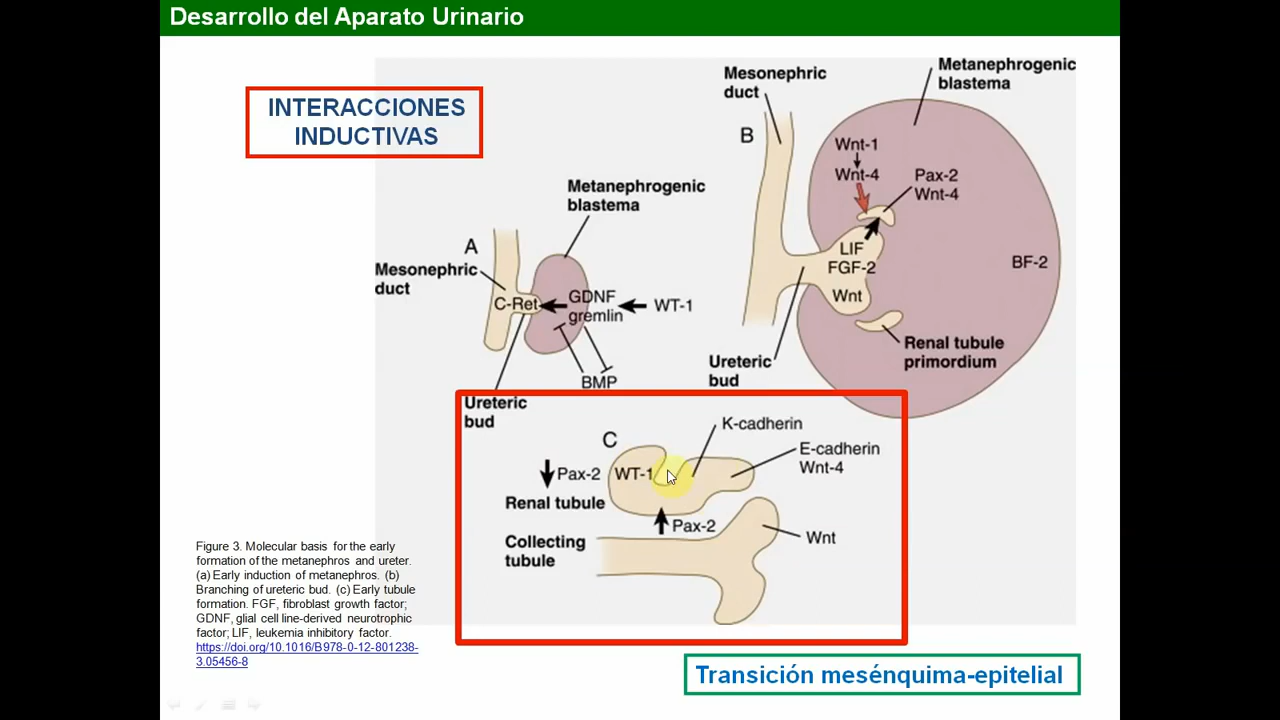 Desarrollo del Aparato Urinario
INTERACCIONES
INDUCTIVAS
A
Metanephrogenic
blastema
Mesonephric
duct
C-Ret
GDNF
gremlin
WT-1
BMP
Ureteric
bud
B
Mesonephric
duct
Metanephrogenic
blastema
Wnt-1
Wnt-4
Pax-2
Wnt-4
LIF
FGF-2
Wnt
BF-2
Ureteric
bud
Renal tubule
primordium
C
K-cadherin
E-cadherin
Wnt-4
Pax-2
WT-1
Renal tubule
Pax-2
Collecting
tubule
Wnt
Figure 3. Molecular basis for the early
formation of the metanephros and ureter.
(a) Early induction of metanephros. (b)
Branching of ureteric bud. (c) Early tubule
formation. FGF, fibroblast growth factor;
GDNF, glial cell line-derived neurotrophic
factor; LIF, leukemia inhibitory factor.
https://doi.org/10.1016/B978-0-12-801238-
3.05456-8
Transición mesénquima-epitelial